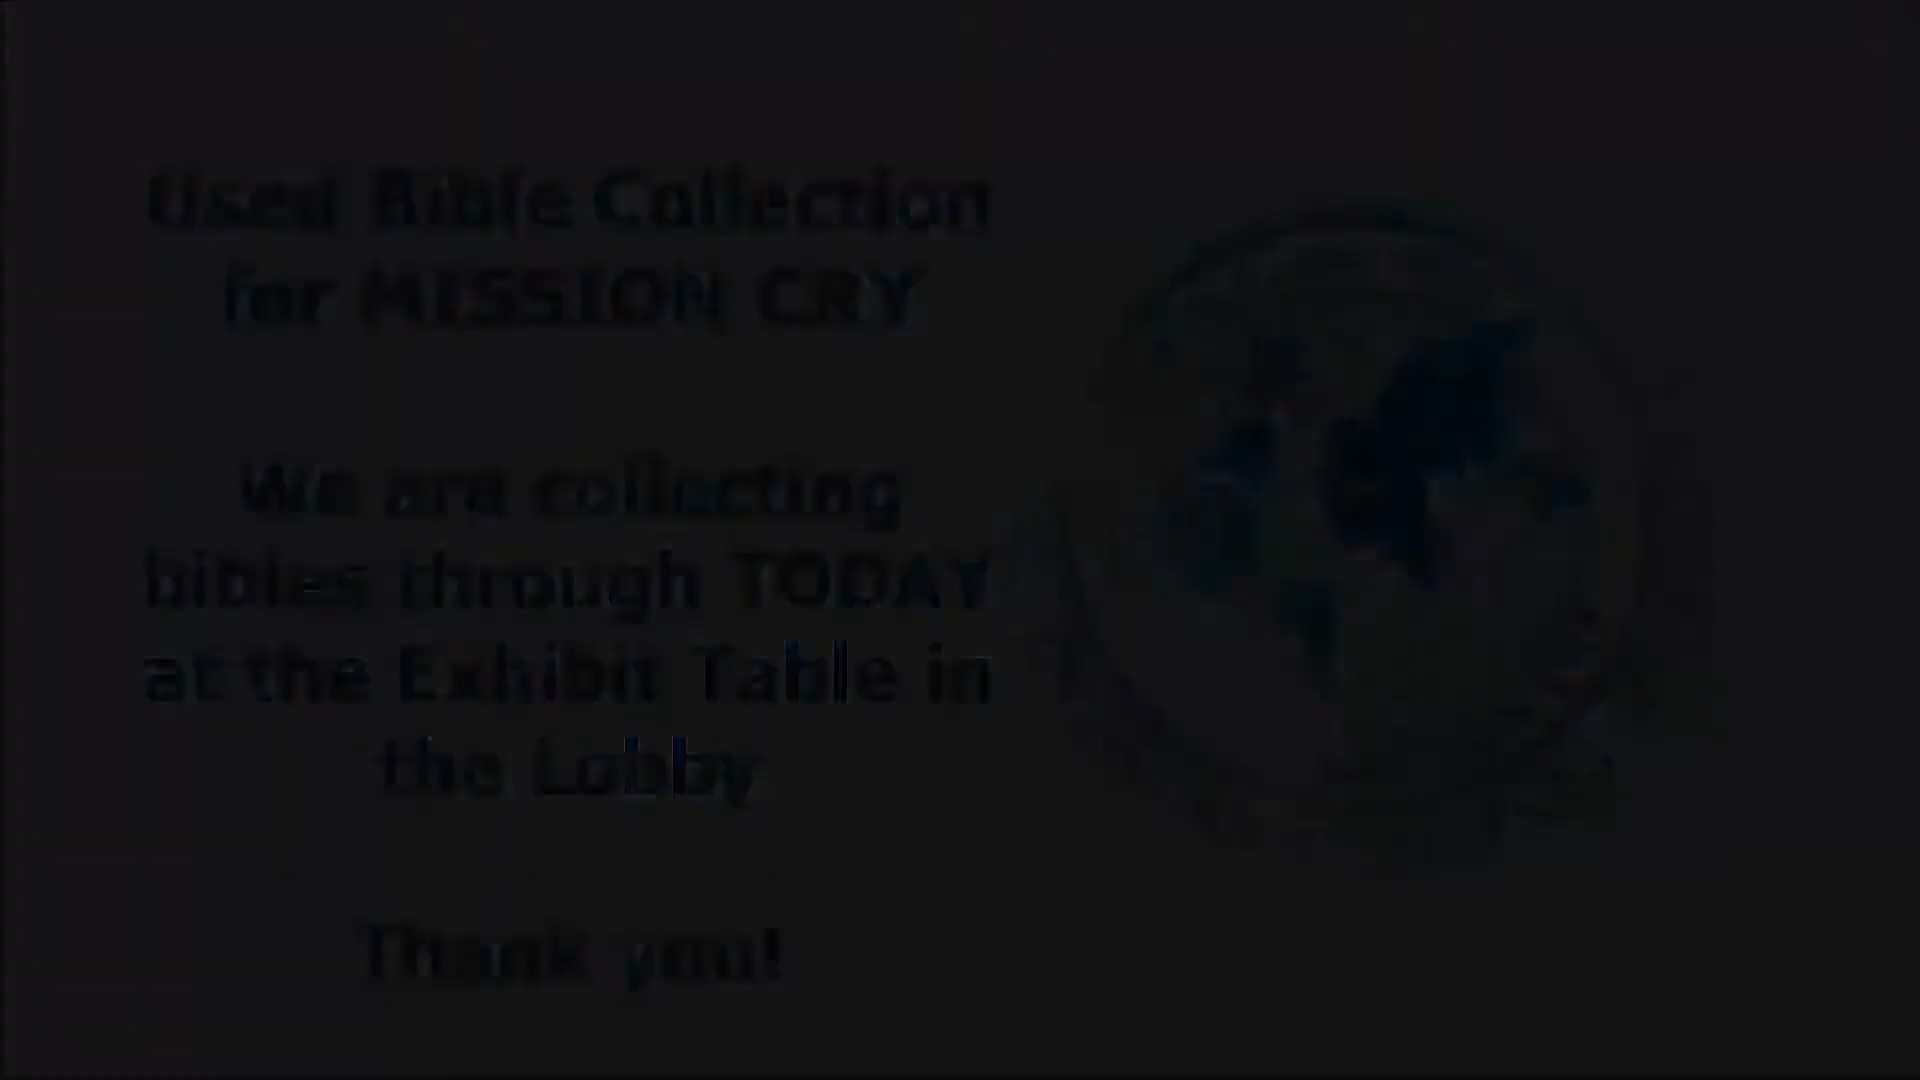 Used Bible Collection
for MISSION CRY
We are collecting
bibles through TODAY
at the Exhibit Table in
the Lobby
Thank you!